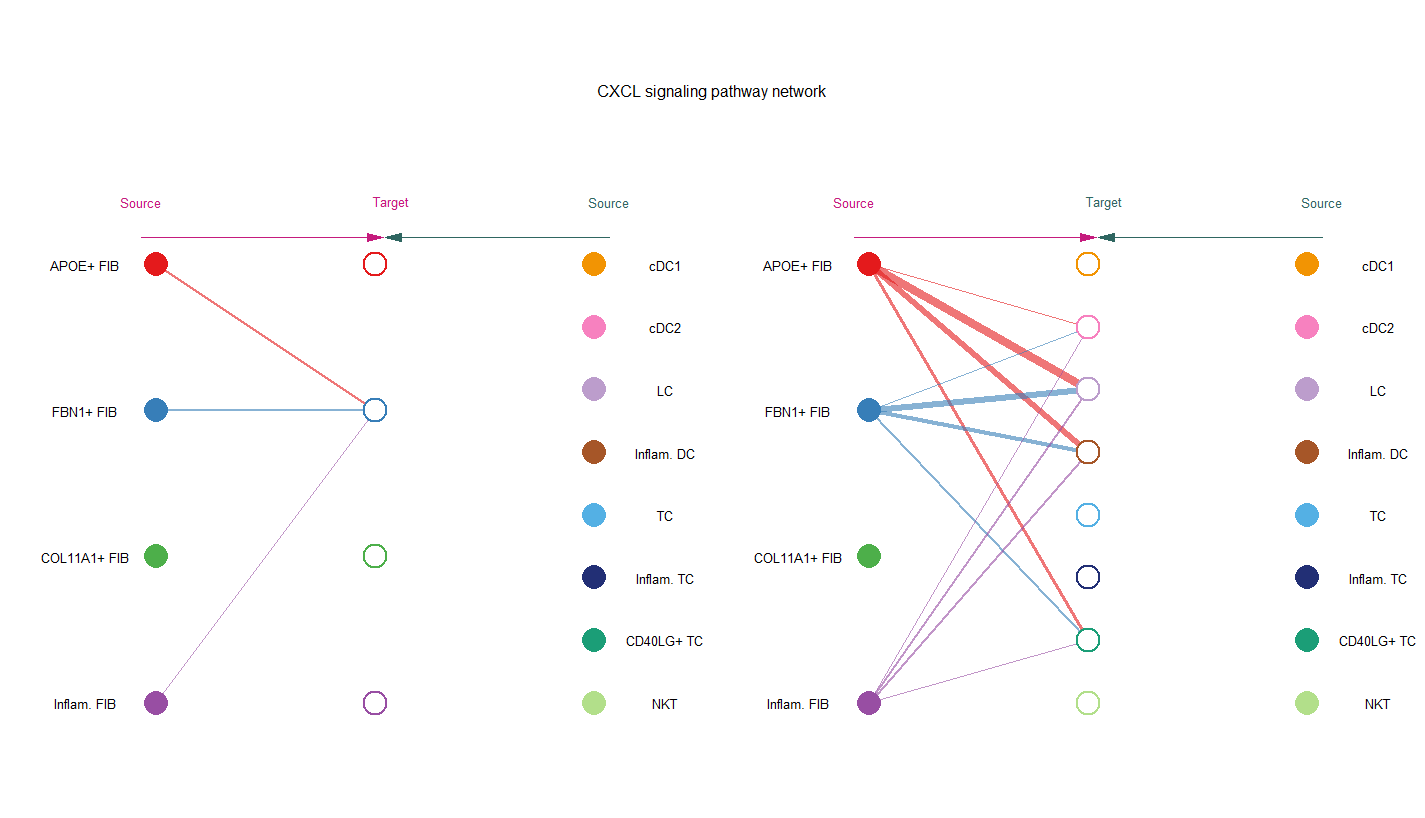 CXCL signaling pathway network
Source Target Source Source Target Source
APOE+ FIB cDC1 APOE+ FIB cDC1
cDC2 cDC2
LC LC
FBN1+ FIB FBN1+ FIB
Inflam. DC Inflam. DC
TC TC
COL11A1+ FIB COL11A1+ FIB
Inflam. TC Inflam. TC
CD40LG+ TC CD40LG+ TC
Inflam. FIB NKT Inflam. FIB NKT